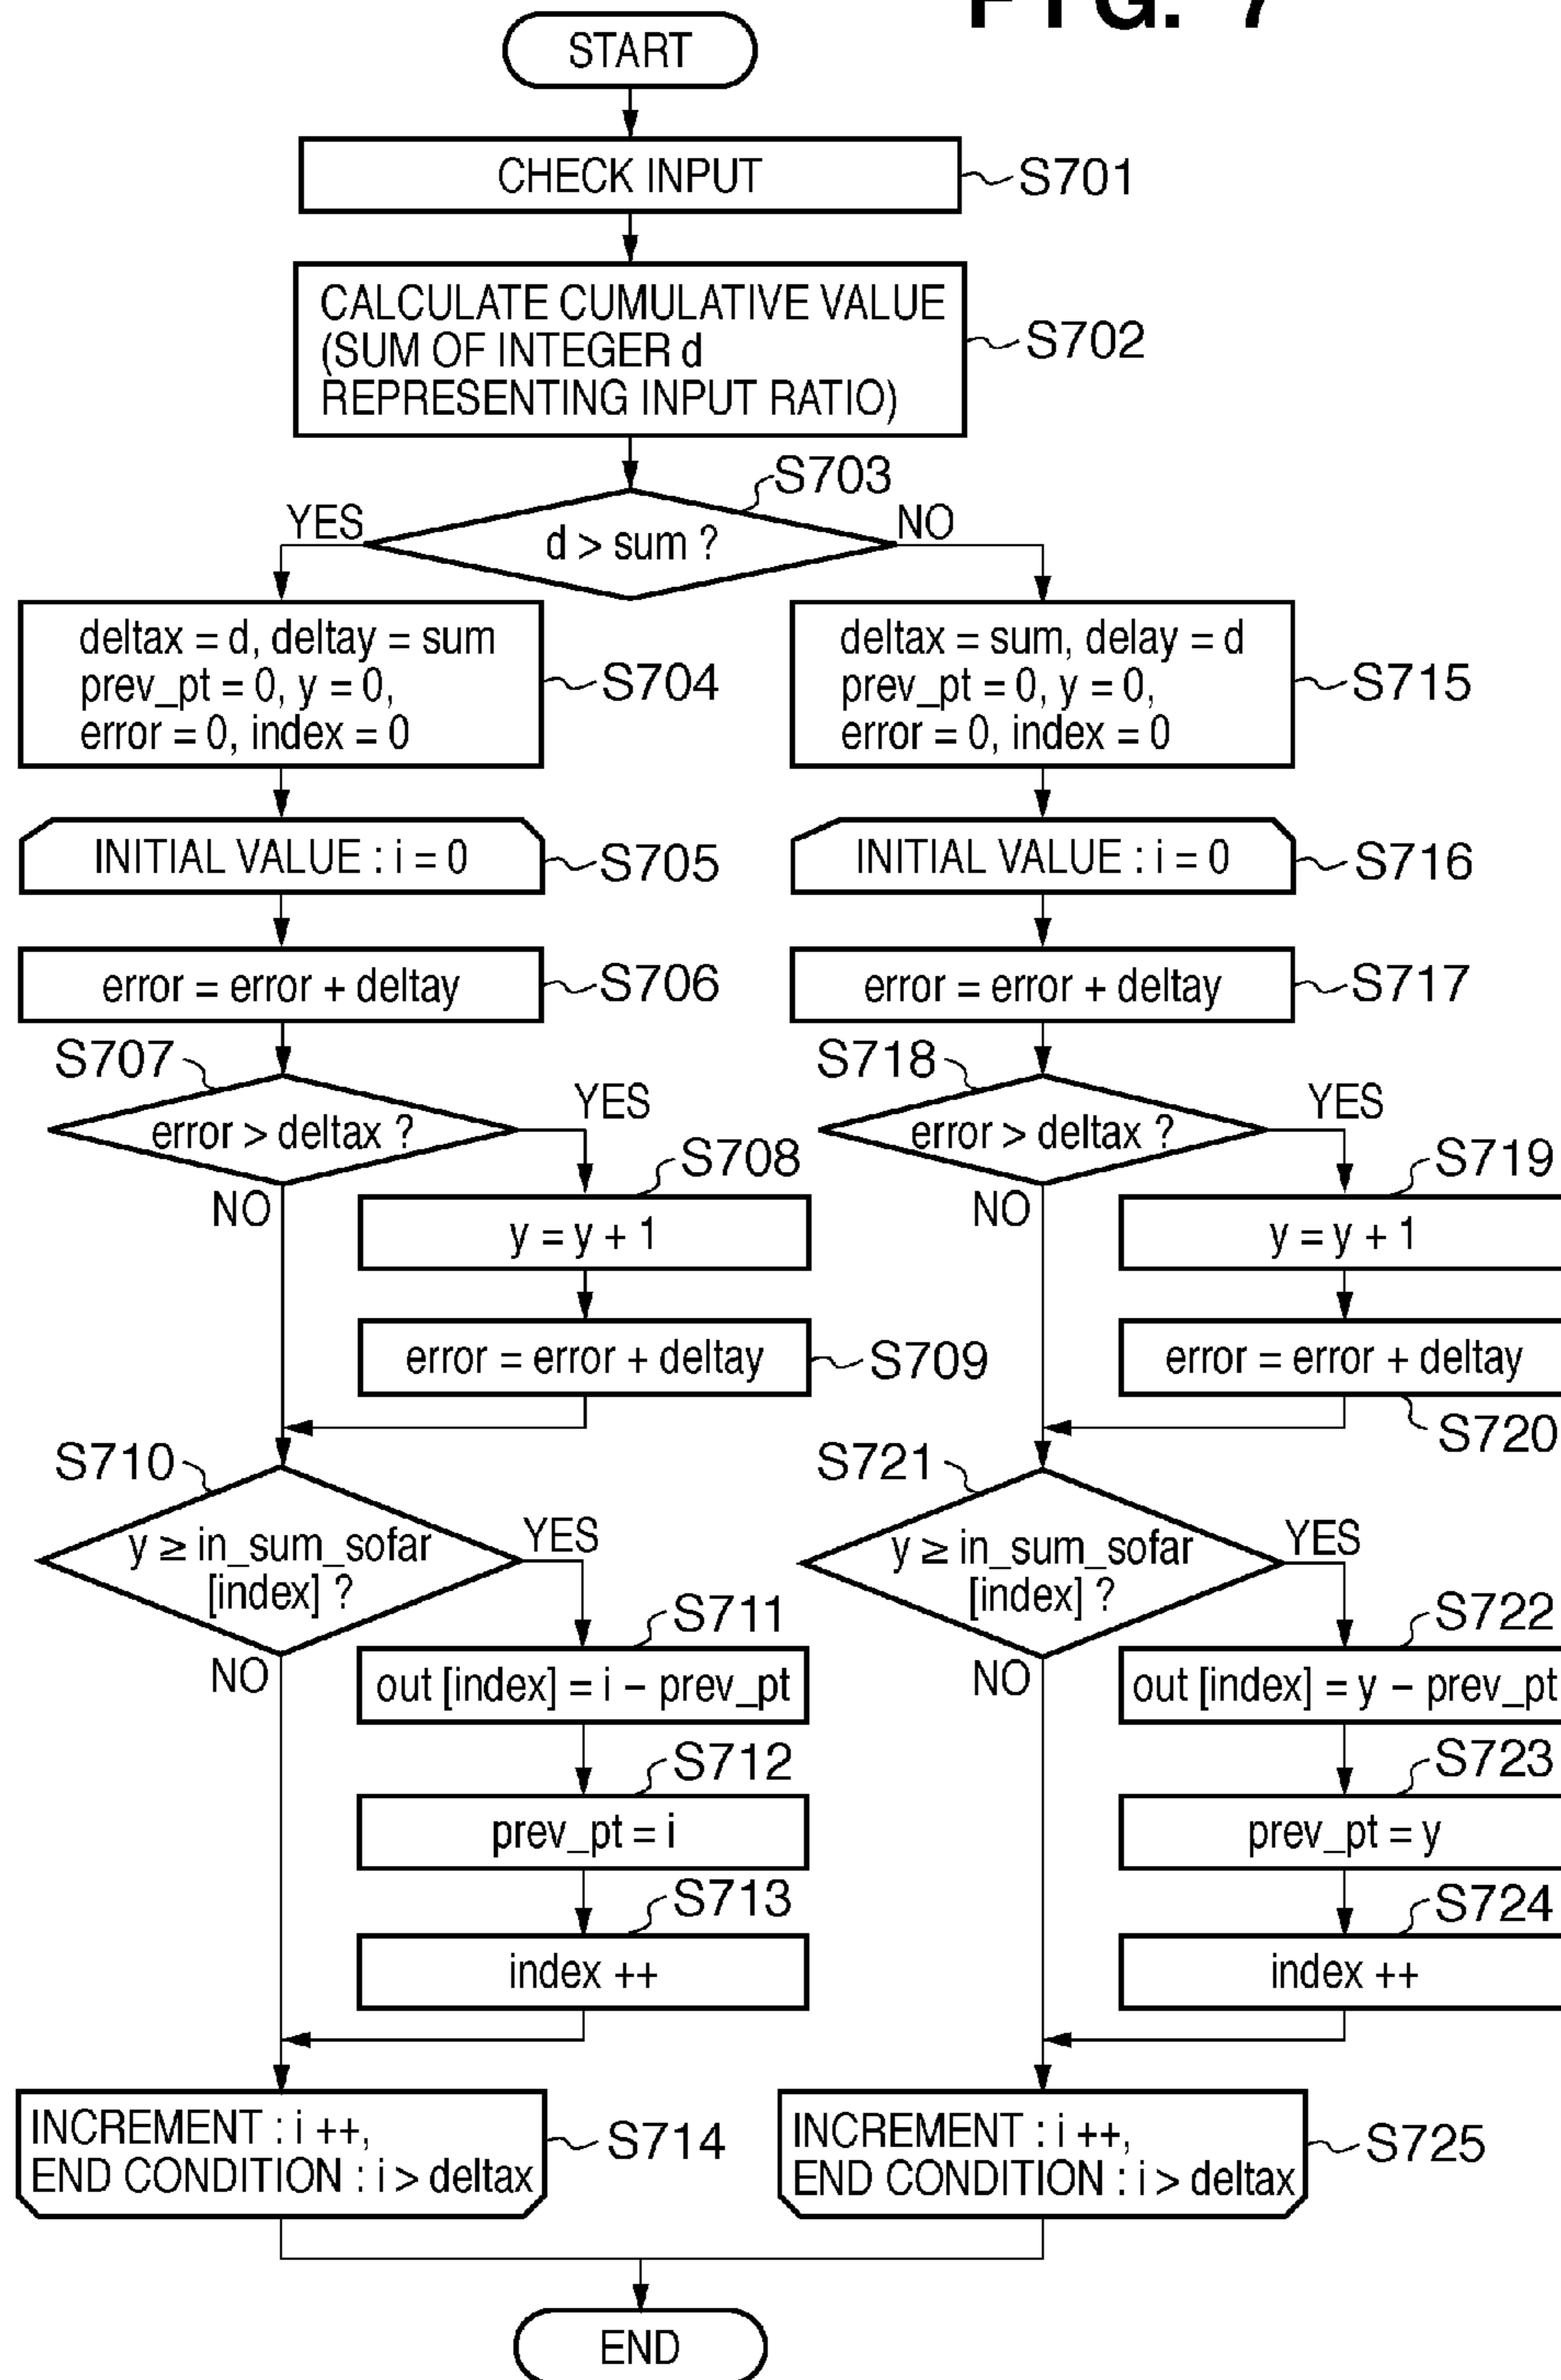 FIG. 7
START
CHECK INPUT
S701
CALCULATE CUMULATIVE VALUE
(SUM OF INTEGER d
REPRESENTING INPUT RATIO)
S702
S703
YES
d > sum ?
NO
deltax = d, deltay = sum
prev_pt = 0, y = 0,
error = 0, index = 0
S704
INITIAL VALUE : i = 0
S705
error = error + deltay
S706
S707
error > deltax ?
YES
NO
S708
y = y + 1
error = error + deltay
S709
S710
y ≥ in_sum_sofar
[index] ?
YES
NO
S711
out [index] = i – prev_pt
S712
prev_pt = i
S713
index ++
INCREMENT : i ++,
END CONDITION : i > deltax
S714
deltax = sum, delay = d
prev_pt = 0, y = 0,
error = 0, index = 0
S715
INITIAL VALUE : i = 0
S716
error = error + deltay
S717
S718
error > deltax ?
YES
NO
S719
y = y + 1
error = error + deltay
S720
S721
y ≥ in_sum_sofar
[index] ?
YES
NO
S722
out [index] = y – prev_pt
S723
prev_pt = y
S724
index ++
INCREMENT : i ++,
END CONDITION : i > deltax
S725
END